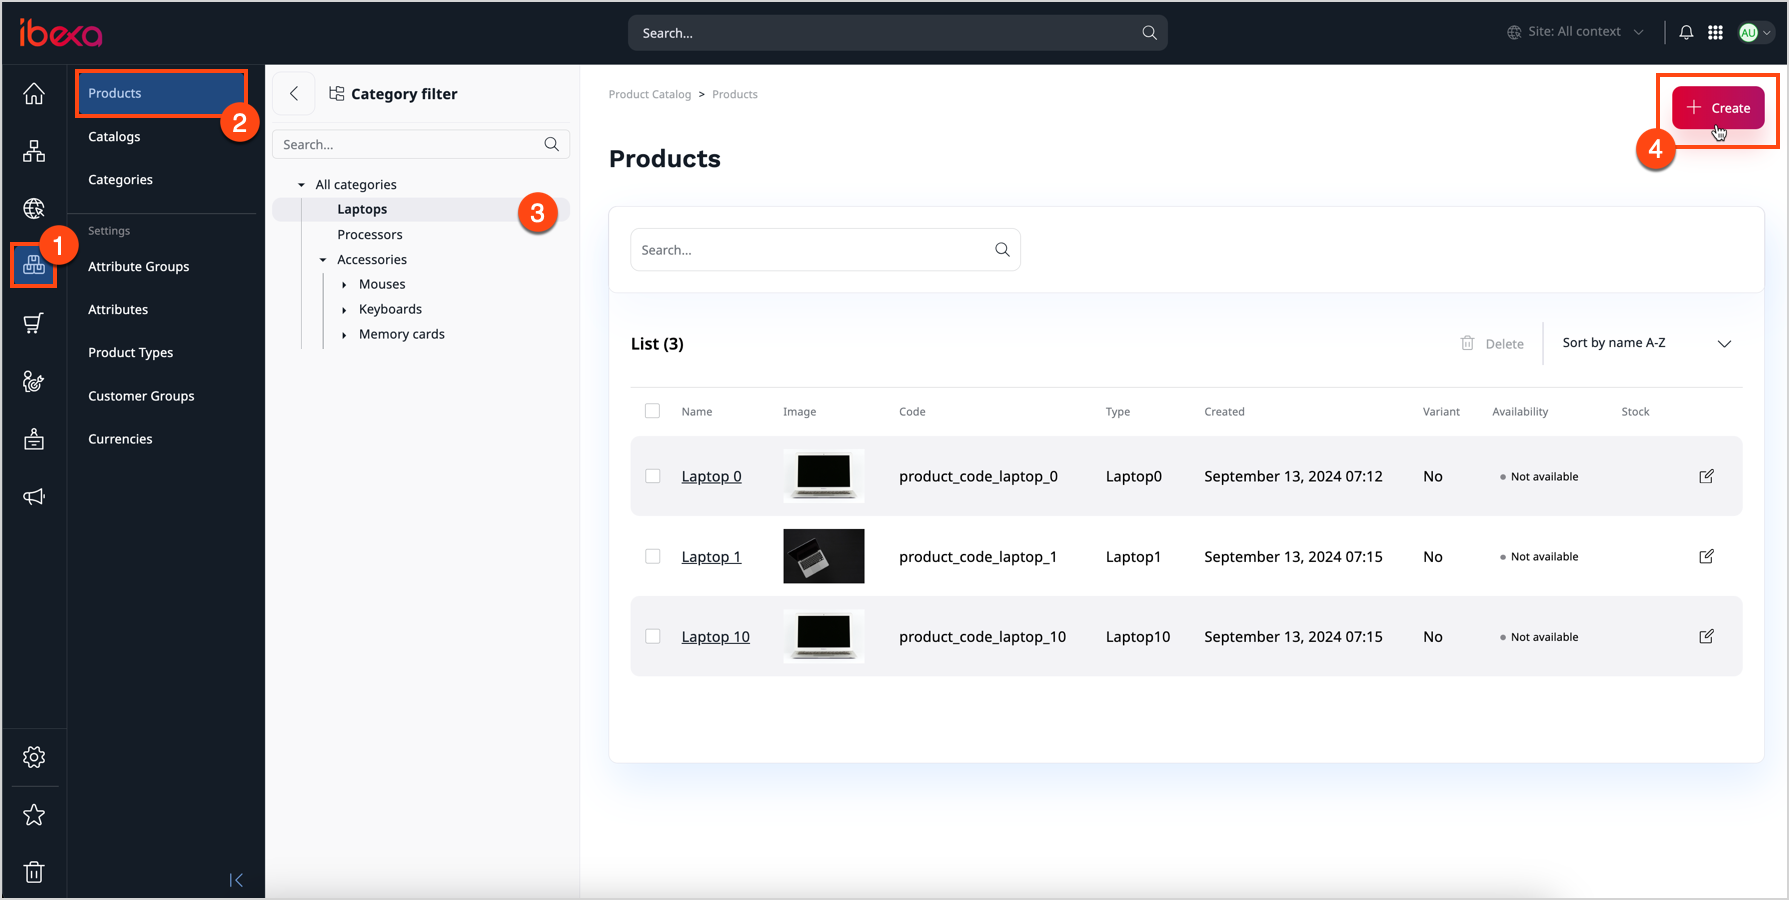 ibexa
Search...
Site: All context
AU
Products
2
Catalogs
Categories
Settings
1
Attribute Groups
Attributes
Product Types
Customer Groups
Currencies
Category filter
Search...
All categories
Laptops
3
Processors
Accessories
Mouses
Keyboards
Memory cards
Product Catalog > Products
Create
4
Products
Search...
List (3)
Delete
Sort by name A-Z
Name Image Code Type Created Variant Availability Stock
Laptop 0 product_code_laptop_0 Laptop0 September 13, 2024 07:12 No Not available
Laptop 1 product_code_laptop_1 Laptop1 September 13, 2024 07:15 No Not available
Laptop 10 product_code_laptop_10 Laptop10 September 13, 2024 07:15 No Not available